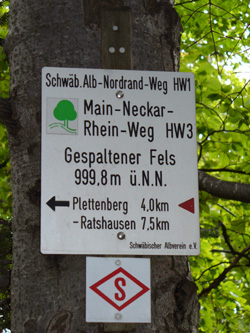 Schwäb.Alb-Nordrand-Weg HW1
Main-Neckar-
Rhein-Weg HW3
Gespaltener Fels
999,8m ü.N.N.
Plettenberg 4,0km
-Ratshausen 7,5km
Schwäbischer Albverein e.V.
S